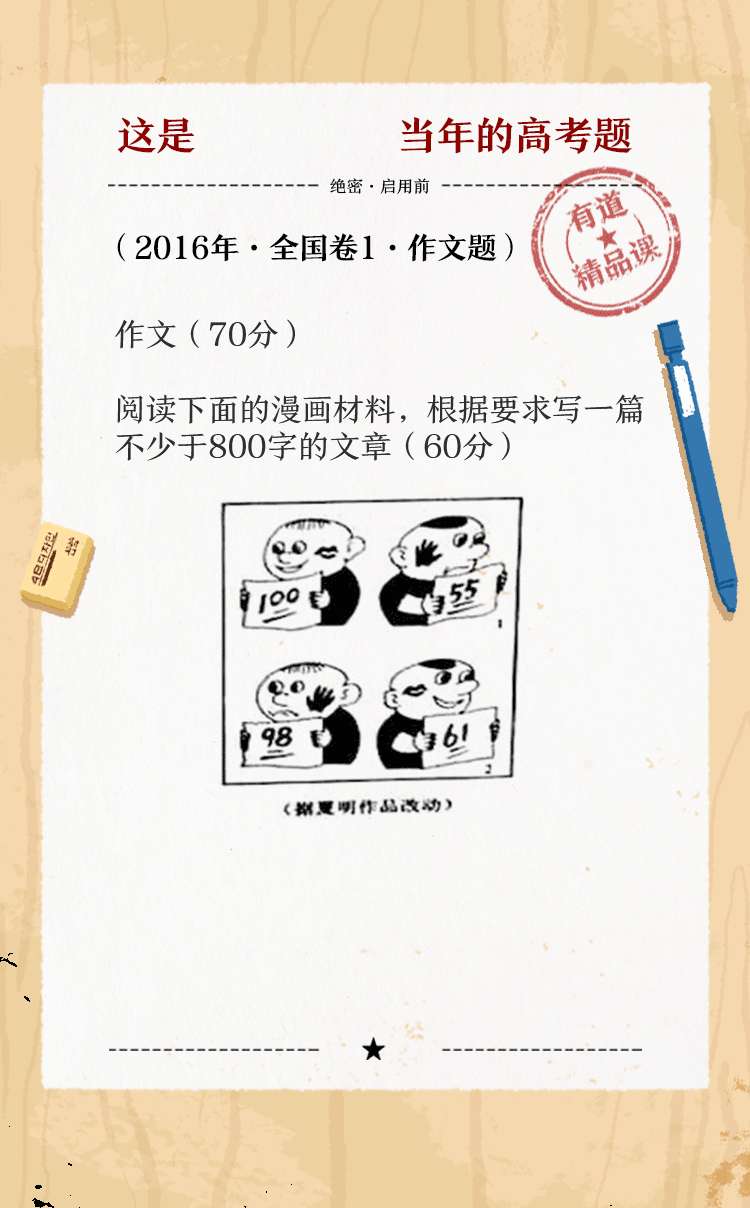 这是 当年的高考题
绝密·启用前
有道
精品课
（2016年·全国卷1·作文题）
作文（70分）
阅读下面的漫画材料，根据要求写一篇
不少于800字的文章（60分）
100
55
1
98
61
2
（据夏明作品改动）